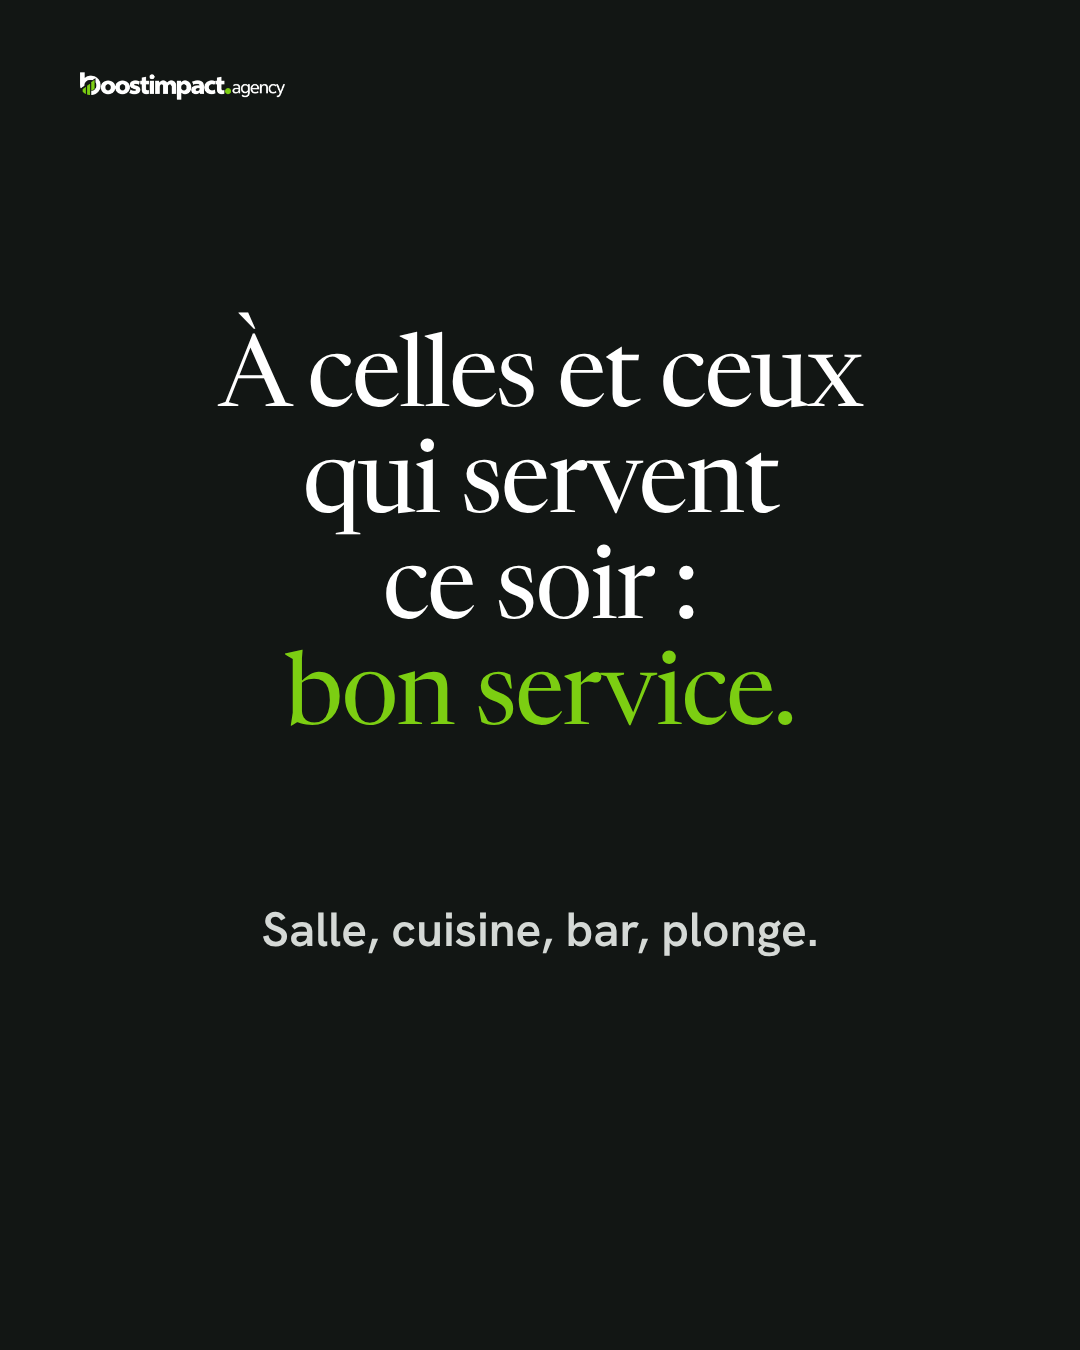 boostimpact.agency
À celles et ceux
qui servent
ce soir :
bon service.
Salle, cuisine, bar, plonge.